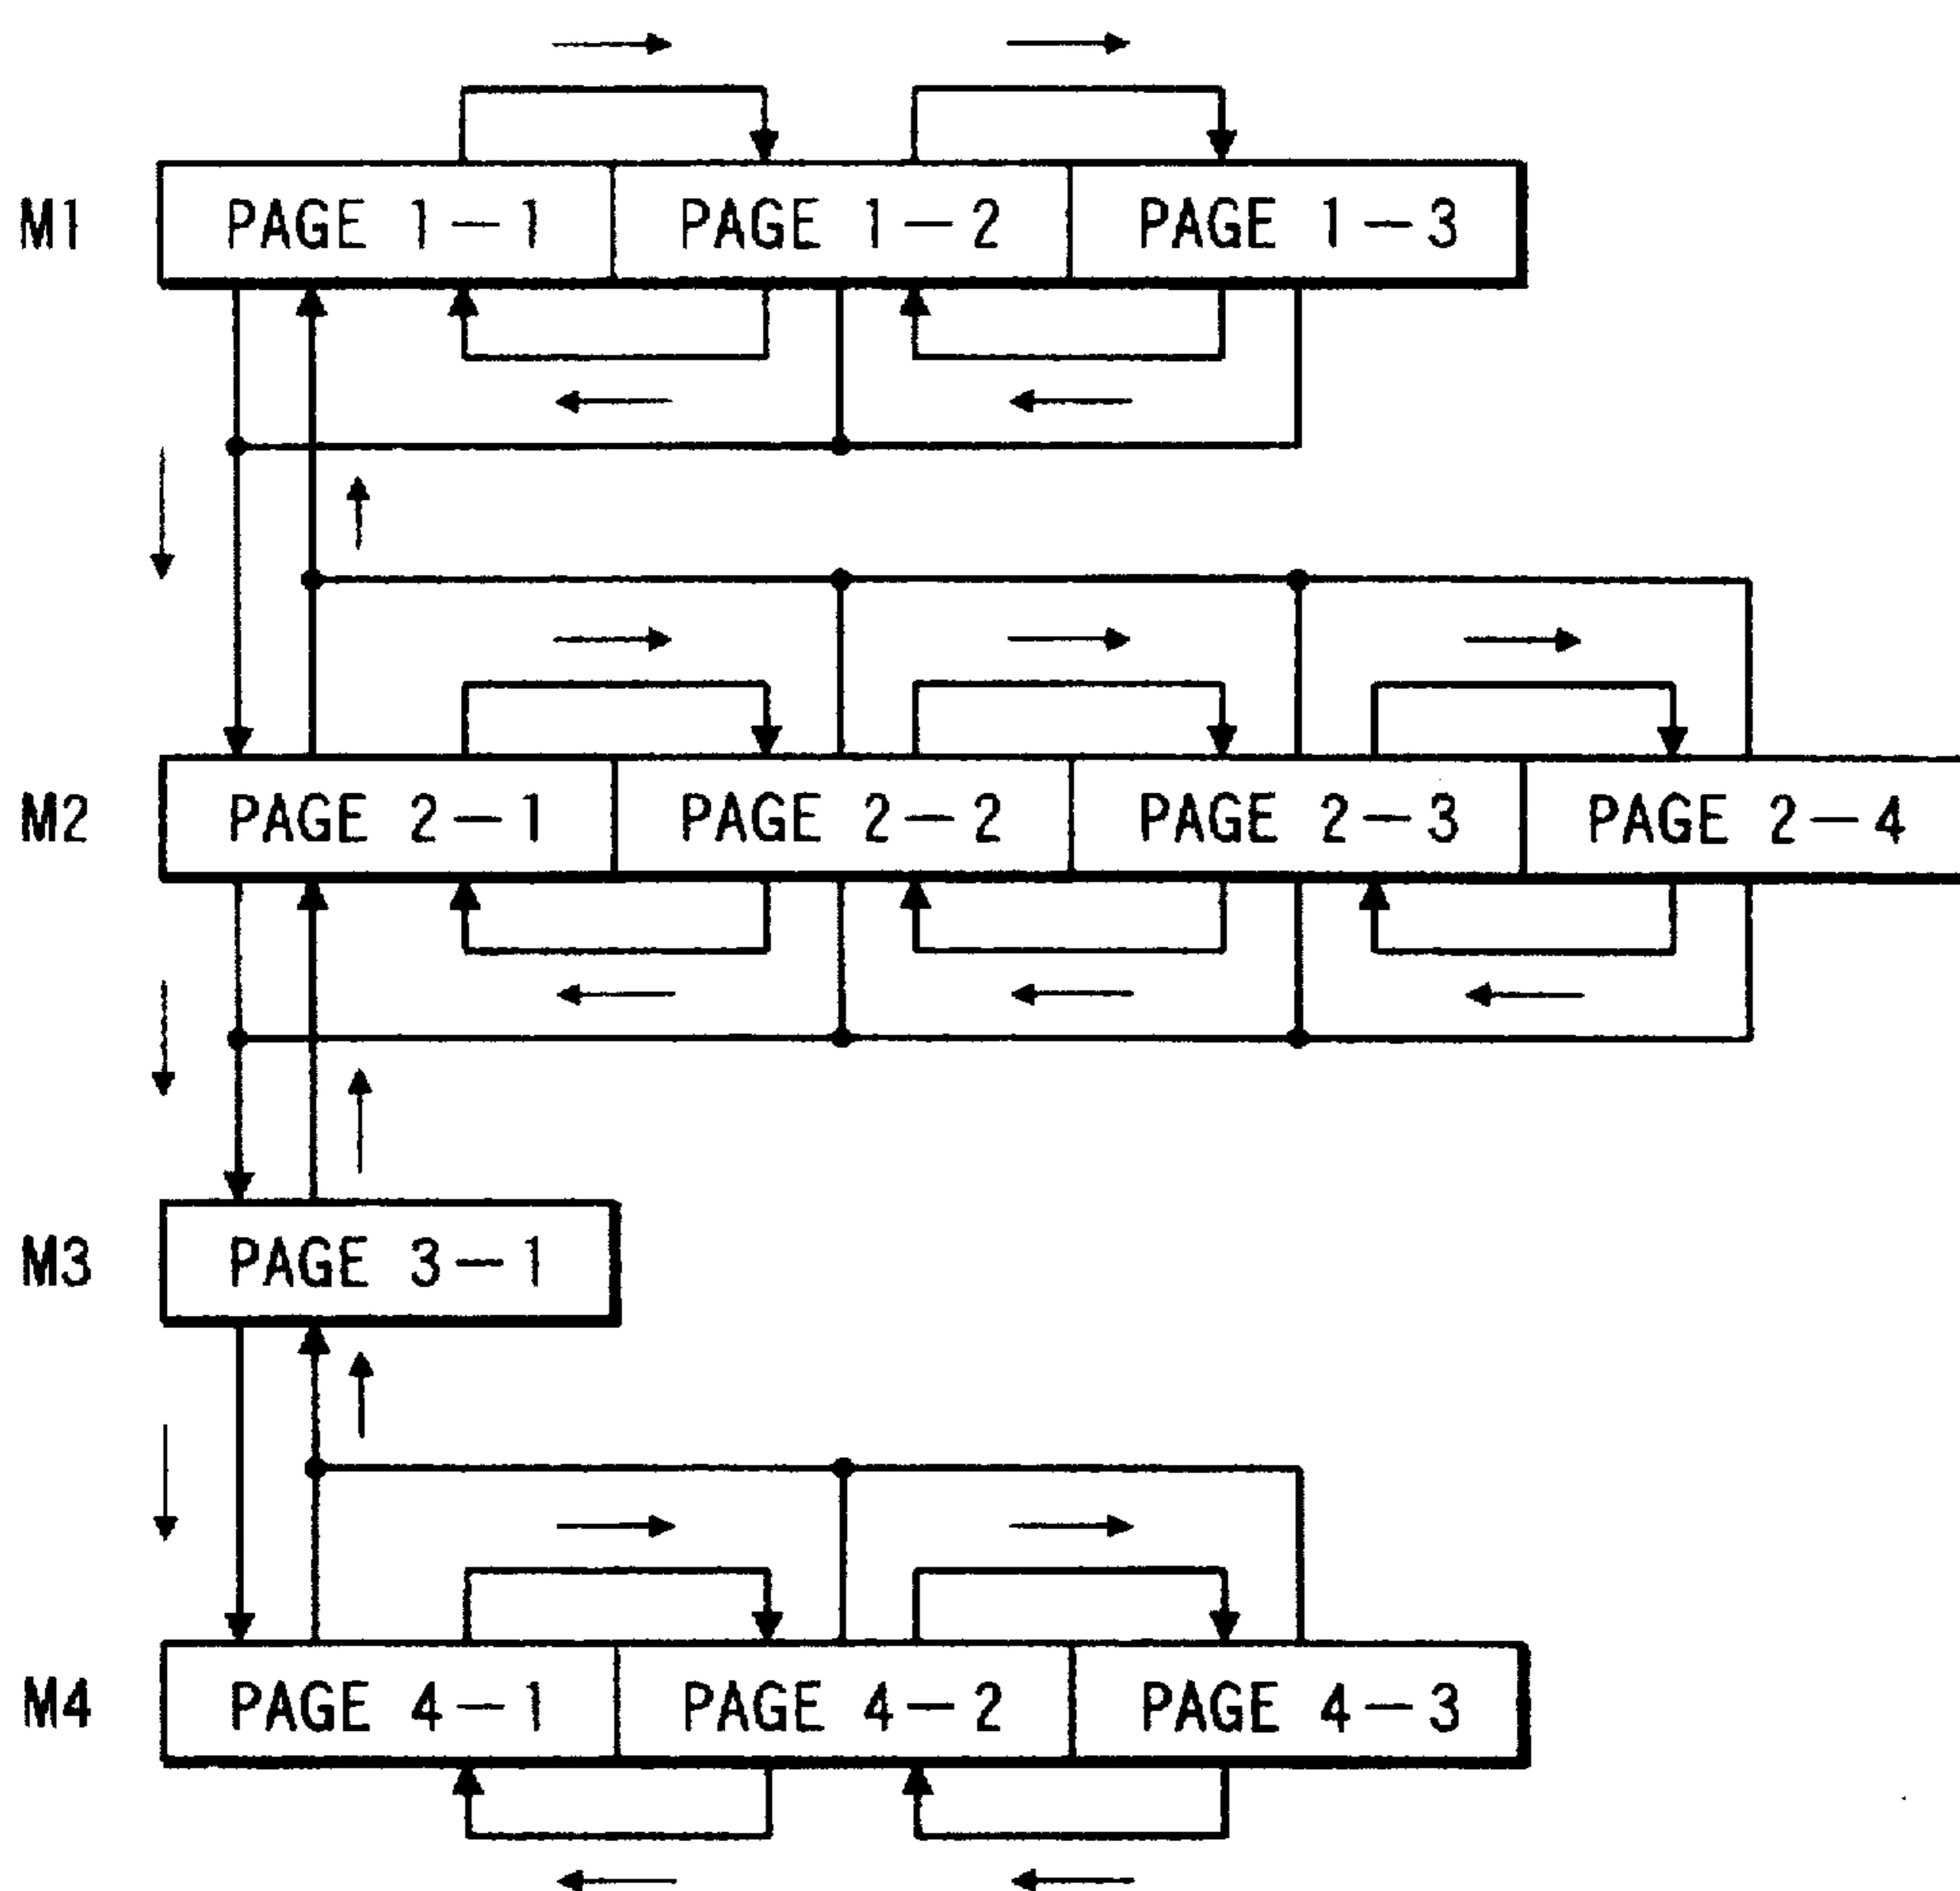 M1 PAGE 1-1 PAGE 1-2 PAGE 1-3
M2 PAGE 2-1 PAGE 2-2 PAGE 2-3 PAGE 2-4
M3 PAGE 3-1
M4 PAGE 4-1 PAGE 4-2 PAGE 4-3